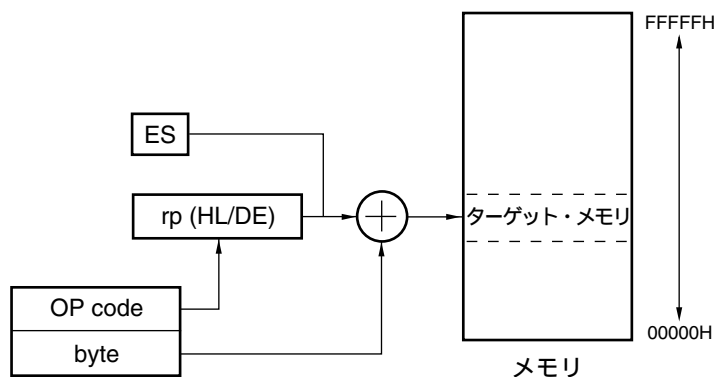 FFFFFH
ES
rp (HL/DE)
ターゲット・メモリ
OP code
byte
00000H
メモリ